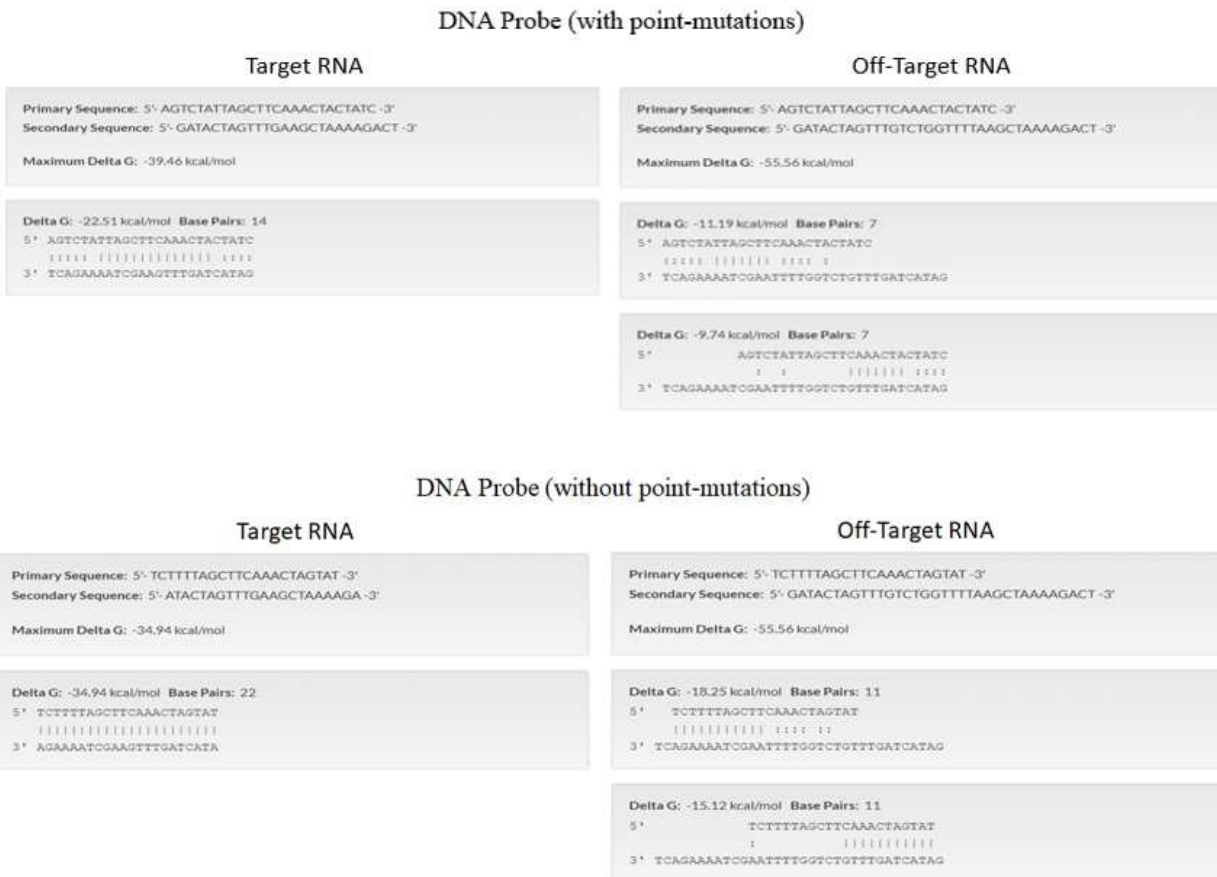 DNA Probe (with point-mutations)
Target RNA
Primary Sequence: 5'- AGTCTATTAGCTTCAAACTACTATC -3'
Secondary Sequence: 5'- GATACTAGTTTGAAGCTAAAAGACT -3'
Maximum Delta G: -39.46 kcal/mol
Delta G: -22.51 kcal/mol Base Pairs: 14
5' AGTCTATTAGCTTCAAACTACTATC
::::: |||||||||||||| ::::
3' TCAGAAAATCGAAGTTTGATCATAG
Off-Target RNA
Primary Sequence: 5'- AGTCTATTAGCTTCAAACTACTATC -3'
Secondary Sequence: 5'- GATACTAGTTTGTCTGGTTTTAAGCTAAAAGACT -3'
Maximum Delta G: -55.56 kcal/mol
Delta G: -11.19 kcal/mol Base Pairs: 7
5' AGTCTATTAGCTTCAAACTACTATC
::::: ||||||| :::: :
3' TCAGAAAATCGAATTTTGGTCTGTTTGATCATAG
Delta G: -9.74 kcal/mol Base Pairs: 7
5' AGTCTATTAGCTTCAAACTACTATC
: : ||||||| ::::
3' TCAGAAAATCGAATTTTGGTCTGTTTGATCATAG
DNA Probe (without point-mutations)
Target RNA
Primary Sequence: 5'- TCTTTTAGCTTCAAACTAGTAT -3'
Secondary Sequence: 5'- ATACTAGTTTGAAGCTAAAAGA -3'
Maximum Delta G: -34.94 kcal/mol
Delta G: -34.94 kcal/mol Base Pairs: 22
5' TCTTTTAGCTTCAAACTAGTAT
||||||||||||||||||||||
3' AGAAAATCGAAGTTTGATCATA
Off-Target RNA
Primary Sequence: 5'- TCTTTTAGCTTCAAACTAGTAT -3'
Secondary Sequence: 5'- GATACTAGTTTGTCTGGTTTTAAGCTAAAAGACT -3'
Maximum Delta G: -55.56 kcal/mol
Delta G: -18.25 kcal/mol Base Pairs: 11
5' TCTTTTAGCTTCAAACTAGTAT
||||||||||| :::: ::
3' TCAGAAAATCGAATTTTGGTCTGTTTGATCATAG
Delta G: -15.12 kcal/mol Base Pairs: 11
5' TCTTTTAGCTTCAAACTAGTAT
: |||||||||||
3' TCAGAAAATCGAATTTTGGTCTGTTTGATCATAG